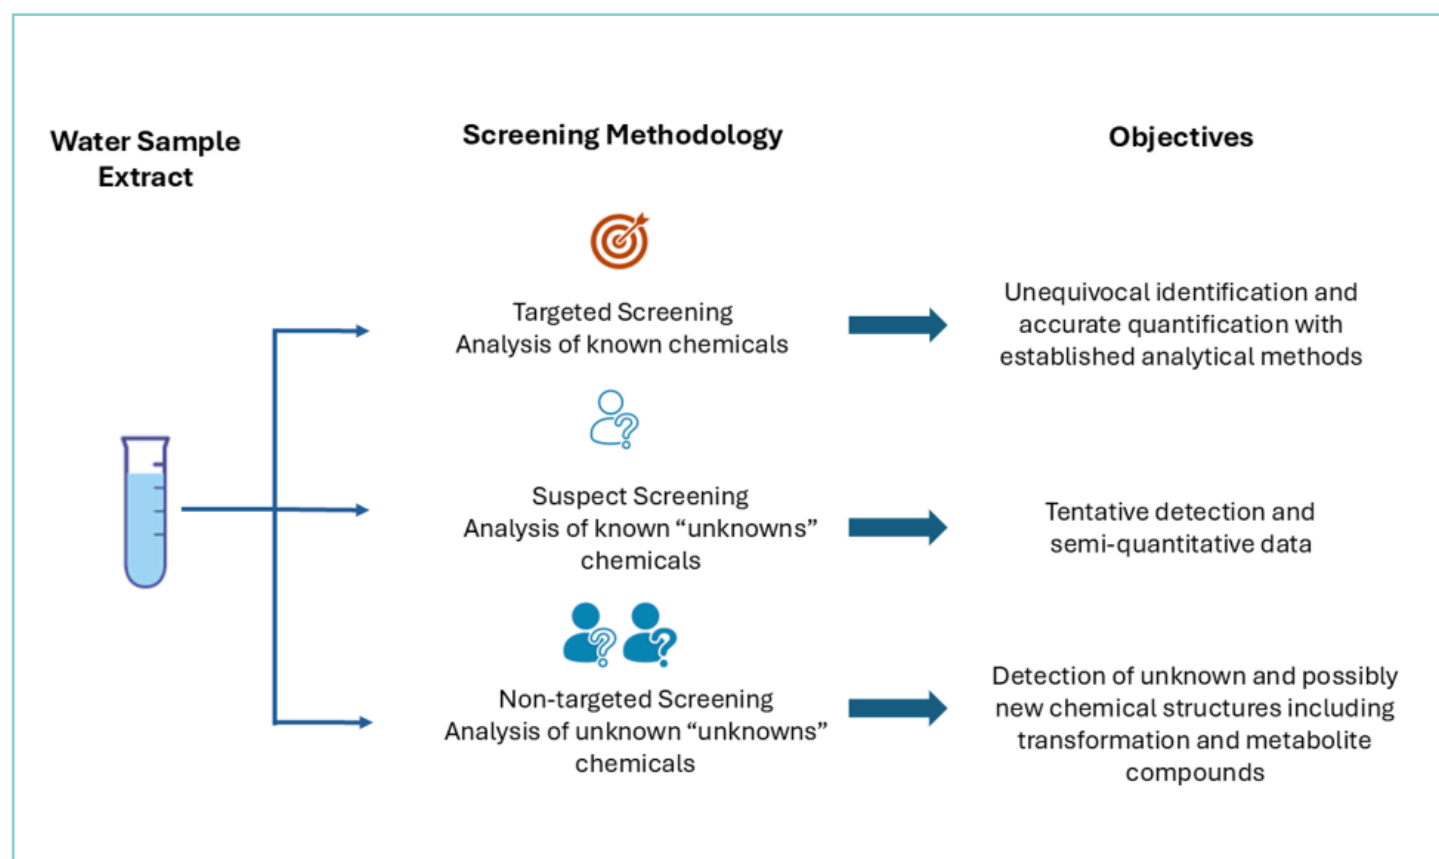 Water Sample
Extract
Screening Methodology
Objectives
Targeted Screening
Analysis of known chemicals
Unequivocal identification and
accurate quantification with
established analytical methods
Suspect Screening
Analysis of known “unknowns”
chemicals
Tentative detection and
semi-quantitative data
Non-targeted Screening
Analysis of unknown “unknowns”
chemicals
Detection of unknown and possibly
new chemical structures including
transformation and metabolite
compounds